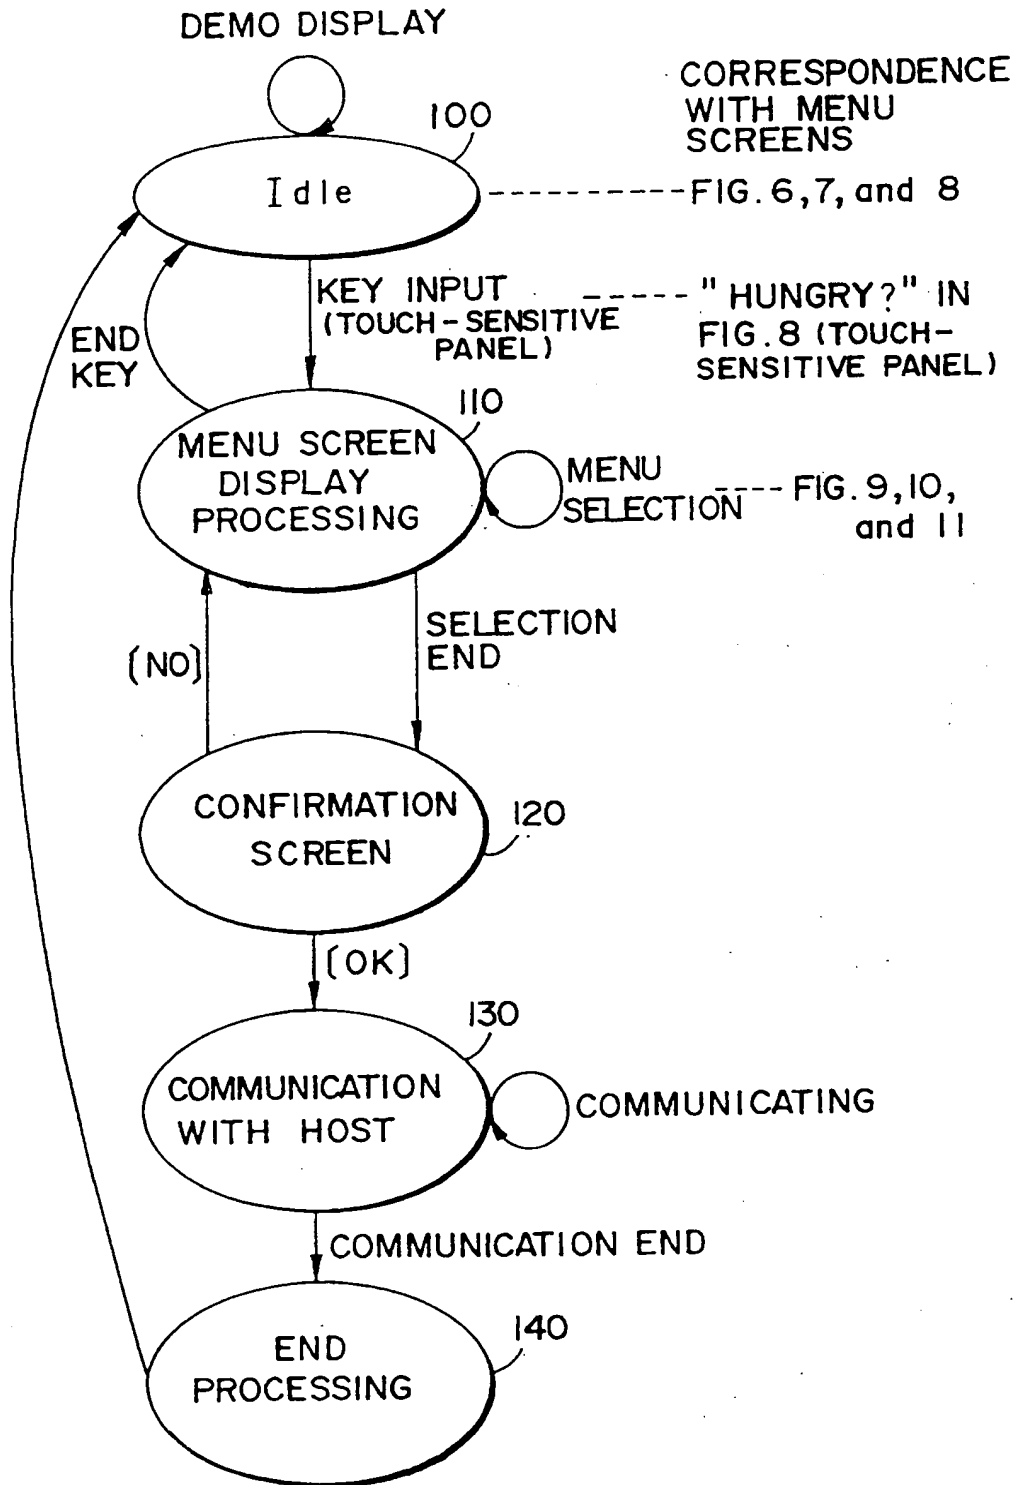 DEMO DISPLAY
CORRESPONDENCE
WITH MENU
SCREENS
100
Idle
FIG. 6, 7, and 8
KEY INPUT
(TOUCH-SENSITIVE
PANEL)
"HUNGRY?" IN
FIG. 8 (TOUCH-
SENSITIVE PANEL)
END
KEY
110
MENU SCREEN
DISPLAY
PROCESSING
MENU
SELECTION
FIG. 9, 10,
and 11
SELECTION
END
[NO]
CONFIRMATION
SCREEN
120
[OK]
130
COMMUNICATION
WITH HOST
COMMUNICATING
COMMUNICATION END
140
END
PROCESSING